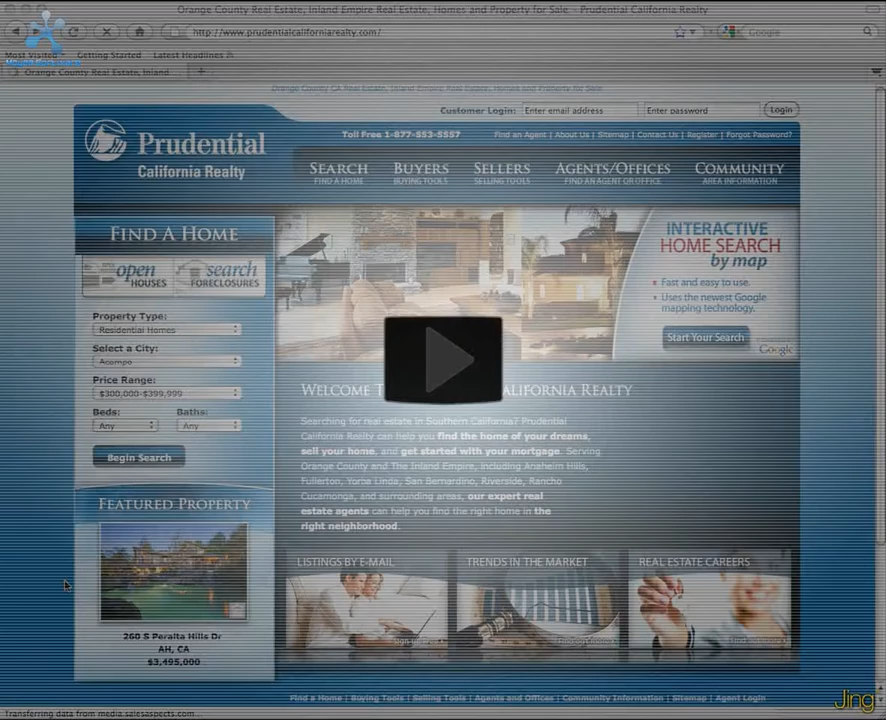 Orange County Real Estate, Inland Empire Real Estate, Homes and Property for Sale. - Prudential California Realty
http://www.prudentialcaliforniarealty.com/
Google
Most Visited
Getting Started
Latest Headlines
Orange County Real Estate, Inland ...
Orange County CA Real Estate, Inland Empire Real Estate, Homes and Property for Sale
Customer Login:
Enter email address
Enter password
Login
Toll Free 1-877-553-5557
Find an Agent | About Us | Sitemap | Contact Us | Register | Forgot Password?
Prudential
California Realty
SEARCH
FIND A HOME
BUYERS
BUYING TOOLS
SELLERS
SELLING TOOLS
AGENTS/OFFICES
FIND AN AGENT OR OFFICE
COMMUNITY
AREA INFORMATION
FIND A HOME
open
HOUSES
search
FORECLOSURES
Property Type:
Residential Homes
Select a City:
Acampo
Price Range:
$300,000-$399,999
Beds:
Baths:
Any
Any
Begin Search
INTERACTIVE
HOME SEARCH
by map
Fast and easy to use.
Uses the newest Google
mapping technology.
Start Your Search
Google
WELCOME T
CALIFORNIA REALTY
Searching for real estate in Southern California? Prudential
California Realty can help you find the home of your dreams,
sell your home, and get started with your mortgage. Serving
Orange County and The Inland Empire, including Anaheim Hills,
Fullerton, Yorba Linda, San Bernardino, Riverside, Rancho
Cucamonga, and surrounding areas, our expert real
estate agents can help you find the right home in the
right neighborhood.
FEATURED PROPERTY
260 S Peralta Hills Dr
AH, CA
$3,495,000
LISTINGS BY E-MAIL
TRENDS IN THE MARKET
REAL ESTATE CAREERS
Find a Home | Buying Tools | Selling Tools | Agents and Offices | Community Information | Sitemap | Agent Login
Transferring data from media.salesaspects.com...
Jing